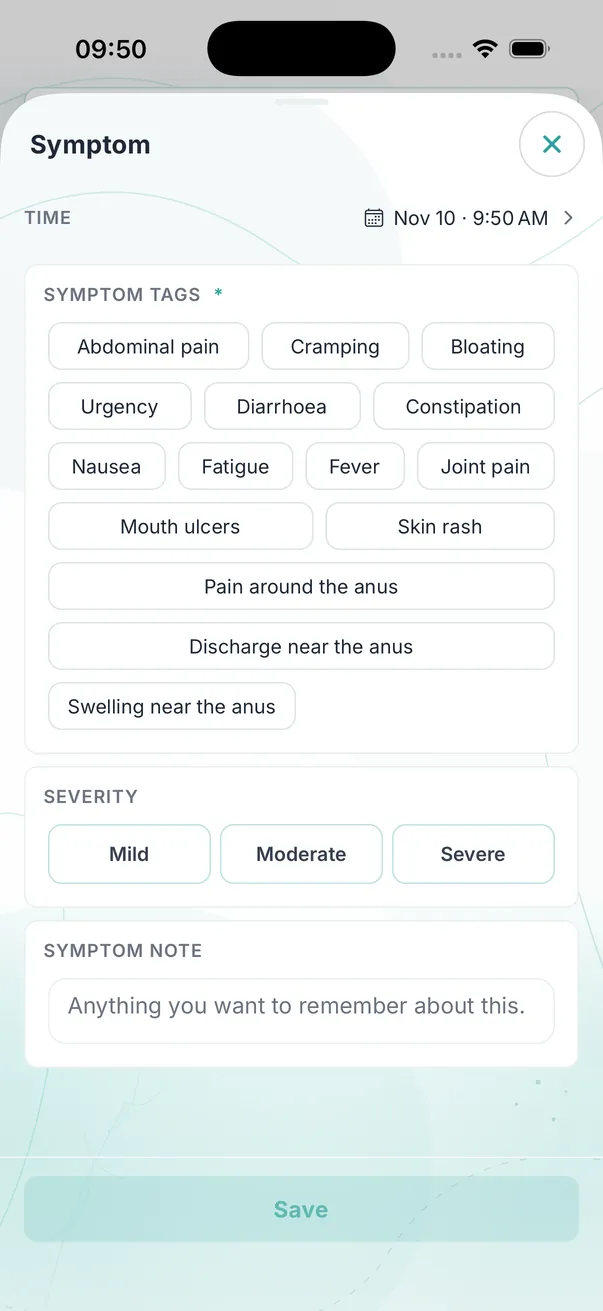 09:50
Symptom
TIME Nov 10 · 9:50 AM
SYMPTOM TAGS *
Abdominal pain Cramping Bloating
Urgency Diarrhoea Constipation
Nausea Fatigue Fever Joint pain
Mouth ulcers Skin rash
Pain around the anus
Discharge near the anus
Swelling near the anus
SEVERITY
Mild Moderate Severe
SYMPTOM NOTE
Anything you want to remember about this.
Save